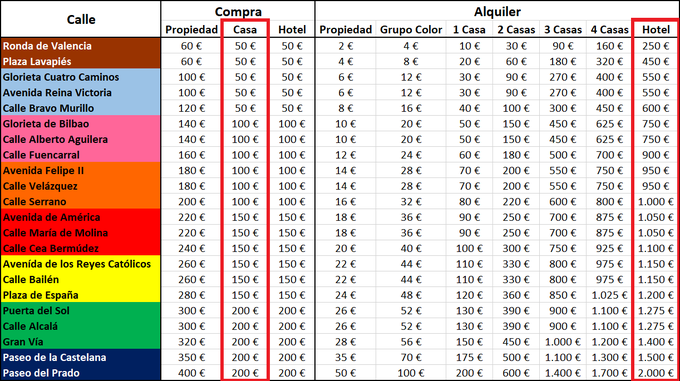 Calle Compra Alquiler
Propiedad Casa Hotel Propiedad Grupo Color 1 Casa 2 Casas 3 Casas 4 Casas Hotel
Ronda de Valencia 60 € 50 € 50 € 2 € 4 € 10 € 30 € 90 € 160 € 250 €
Plaza Lavapiés 60 € 50 € 50 € 4 € 8 € 20 € 60 € 180 € 320 € 450 €
Glorieta Cuatro Caminos 100 € 50 € 50 € 6 € 12 € 30 € 90 € 270 € 400 € 550 €
Avenida Reina Victoria 100 € 50 € 50 € 6 € 12 € 30 € 90 € 270 € 400 € 550 €
Calle Bravo Murillo 120 € 50 € 50 € 8 € 16 € 40 € 100 € 300 € 450 € 600 €
Glorieta de Bilbao 140 € 100 € 100 € 10 € 20 € 50 € 150 € 450 € 625 € 750 €
Calle Alberto Aguilera 140 € 100 € 100 € 10 € 20 € 50 € 150 € 450 € 625 € 750 €
Calle Fuencarral 160 € 100 € 100 € 12 € 24 € 60 € 180 € 500 € 700 € 900 €
Avenida Felipe II 180 € 100 € 100 € 14 € 28 € 70 € 200 € 550 € 750 € 950 €
Calle Velázquez 180 € 100 € 100 € 14 € 28 € 70 € 200 € 550 € 750 € 950 €
Calle Serrano 200 € 100 € 100 € 16 € 32 € 80 € 220 € 600 € 800 € 1.000 €
Avenida de América 220 € 150 € 150 € 18 € 36 € 90 € 250 € 700 € 875 € 1.050 €
Calle María de Molina 220 € 150 € 150 € 18 € 36 € 90 € 250 € 700 € 875 € 1.050 €
Calle Cea Bermúdez 240 € 150 € 150 € 20 € 40 € 100 € 300 € 750 € 925 € 1.100 €
Avenída de los Reyes Católicos 260 € 150 € 150 € 22 € 44 € 110 € 330 € 800 € 975 € 1.150 €
Calle Bailén 260 € 150 € 150 € 22 € 44 € 110 € 330 € 800 € 975 € 1.150 €
Plaza de España 280 € 150 € 150 € 24 € 48 € 120 € 360 € 850 € 1.025 € 1.200 €
Puerta del Sol 300 € 200 € 200 € 26 € 52 € 130 € 390 € 900 € 1.100 € 1.275 €
Calle Alcalá 300 € 200 € 200 € 26 € 52 € 130 € 390 € 900 € 1.100 € 1.275 €
Gran Vía 320 € 200 € 200 € 28 € 56 € 150 € 450 € 1.000 € 1.200 € 1.400 €
Paseo de la Castelana 350 € 200 € 200 € 35 € 70 € 175 € 500 € 1.100 € 1.300 € 1.500 €
Paseo del Prado 400 € 200 € 200 € 50 € 100 € 200 € 600 € 1.400 € 1.700 € 2.000 €